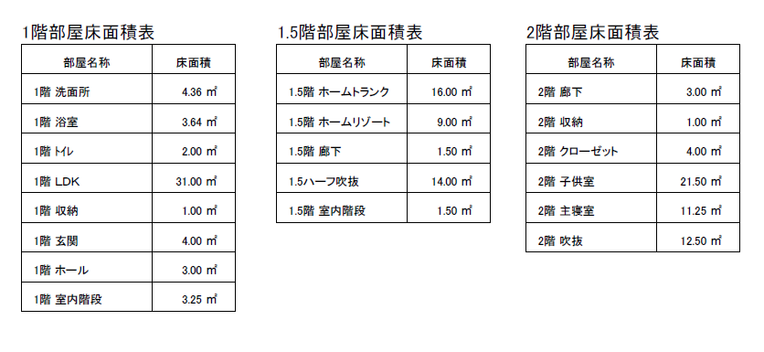 1階部屋床面積表
部屋名称 床面積
1階 洗面所 4.36 ㎡
1階 浴室 3.64 ㎡
1階 ﾄｲﾚ 2.00 ㎡
1階 ＬＤＫ 31.00 ㎡
1階 収納 1.00 ㎡
1階 玄関 4.00 ㎡
1階 ホール 3.00 ㎡
1階 室内階段 3.25 ㎡
1.5階部屋床面積表
部屋名称 床面積
1.5階 ホームトランク 16.00 ㎡
1.5階 ホームリゾート 9.00 ㎡
1.5階 廊下 1.50 ㎡
1.5ハーフ吹抜 14.00 ㎡
1.5階 室内階段 1.50 ㎡
2階部屋床面積表
部屋名称 床面積
2階 廊下 3.00 ㎡
2階 収納 1.00 ㎡
2階 クローゼット 4.00 ㎡
2階 子供室 21.50 ㎡
2階 主寝室 11.25 ㎡
2階 吹抜 12.50 ㎡